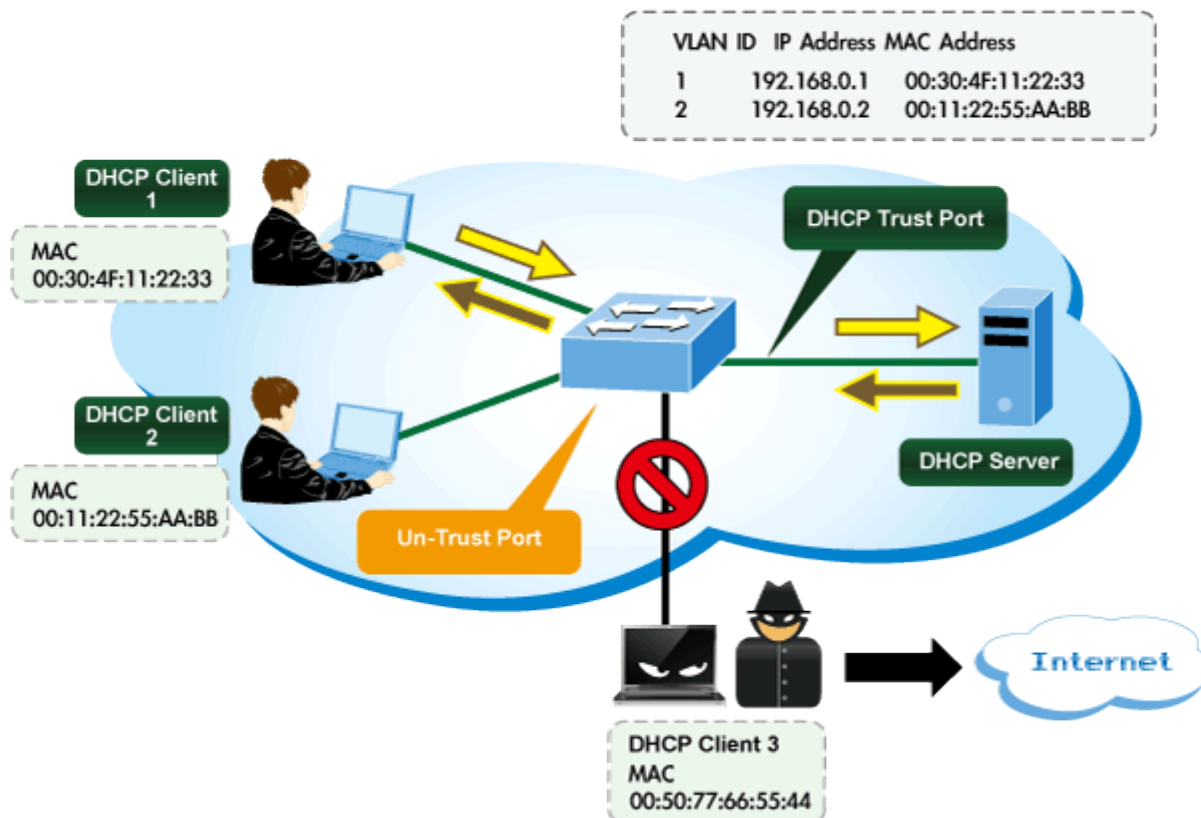 VLAN ID IP Address MAC Address
1 192.168.0.1 00:30:4F:11:22:33
2 192.168.0.2 00:11:22:55:AA:BB
DHCP Client
1
MAC
00:30:4F:11:22:33
DHCP Trust Port
DHCP Client
2
MAC
00:11:22:55:AA:BB
Un-Trust Port
DHCP Server
Internet
DHCP Client 3
MAC
00:50:77:66:55:44